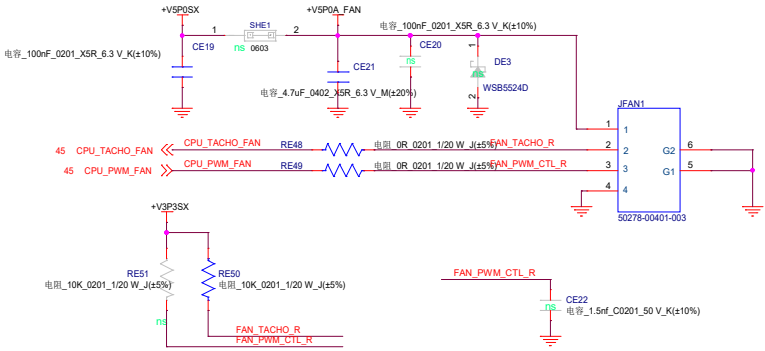 +V5P0SX
+V5P0A_FAN
1 SHE1 2
ns 0603
电容_100nF_0201_X5R_6.3 V_K(±10%)
CE19
电容_100nF_0201_X5R_6.3 V_K(±10%)
CE20
ns
CE21
电容_4.7uF_0402_X5R_6.3 V_M(±20%)
1
DE3
WSB5524D
2
JFAN1
1 1
45 CPU_TACHO_FAN CPU_TACHO_FAN RE48 电阻_0R_0201_1/20 W_J(±5%) FAN_TACHO_R 2 2 G2 6
45 CPU_PWM_FAN CPU_PWM_FAN RE49 电阻_0R_0201_1/20 W_J(±5%) FAN_PWM_CTL_R 3 3 G1 5
4 4
50278-00401-003
+V3P3SX
RE51
电阻_10K_0201_1/20 W_J(±5%)
ns
RE50
电阻_10K_0201_1/20 W_J(±5%)
FAN_TACHO_R
FAN_PWM_CTL_R
FAN_PWM_CTL_R
CE22
ns
电容_1.5nf_C0201_50 V_K(±10%)